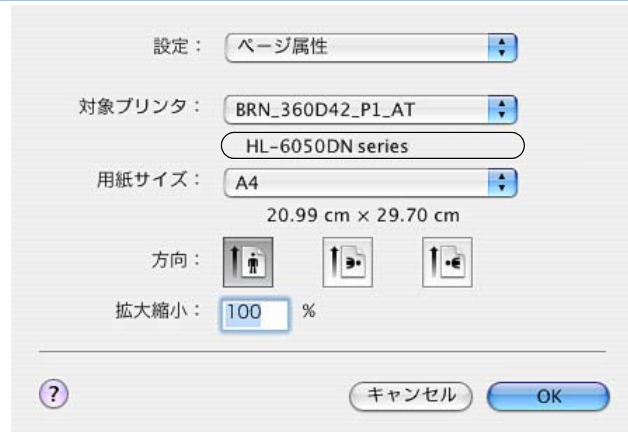 設定： ページ属性
対象プリンタ： BRN_360D42_P1_AT
HL-6050DN series
用紙サイズ： A4
20.99 cm × 29.70 cm
方向：
拡大縮小： 100 %
? キャンセル OK